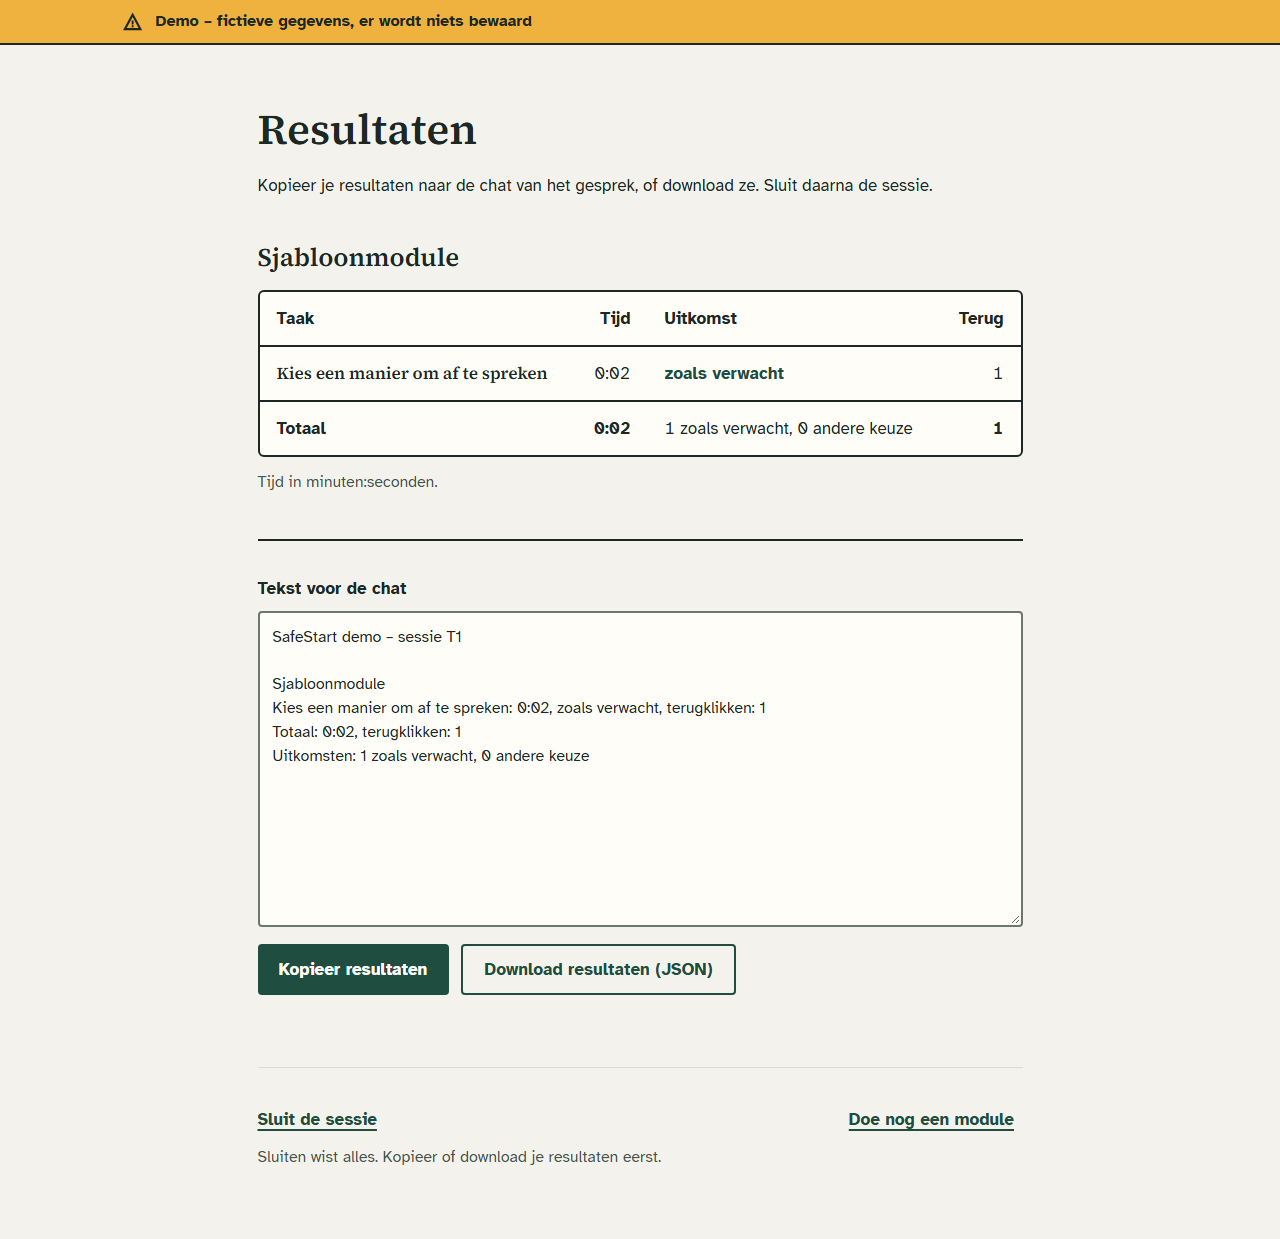 Demo – fictieve gegevens, er wordt niets bewaard
Resultaten
Kopieer je resultaten naar de chat van het gesprek, of download ze. Sluit daarna de sessie.
Sjabloonmodule
Taak Tijd Uitkomst Terug
Kies een manier om af te spreken 0:02 zoals verwacht 1
Totaal 0:02 1 zoals verwacht, 0 andere keuze 1
Tijd in minuten:seconden.
Tekst voor de chat
SafeStart demo – sessie T1
Sjabloonmodule
Kies een manier om af te spreken: 0:02, zoals verwacht, terugklikken: 1
Totaal: 0:02, terugklikken: 1
Uitkomsten: 1 zoals verwacht, 0 andere keuze
Kopieer resultaten Download resultaten (JSON)
Sluit de sessie Doe nog een module
Sluiten wist alles. Kopieer of download je resultaten eerst.